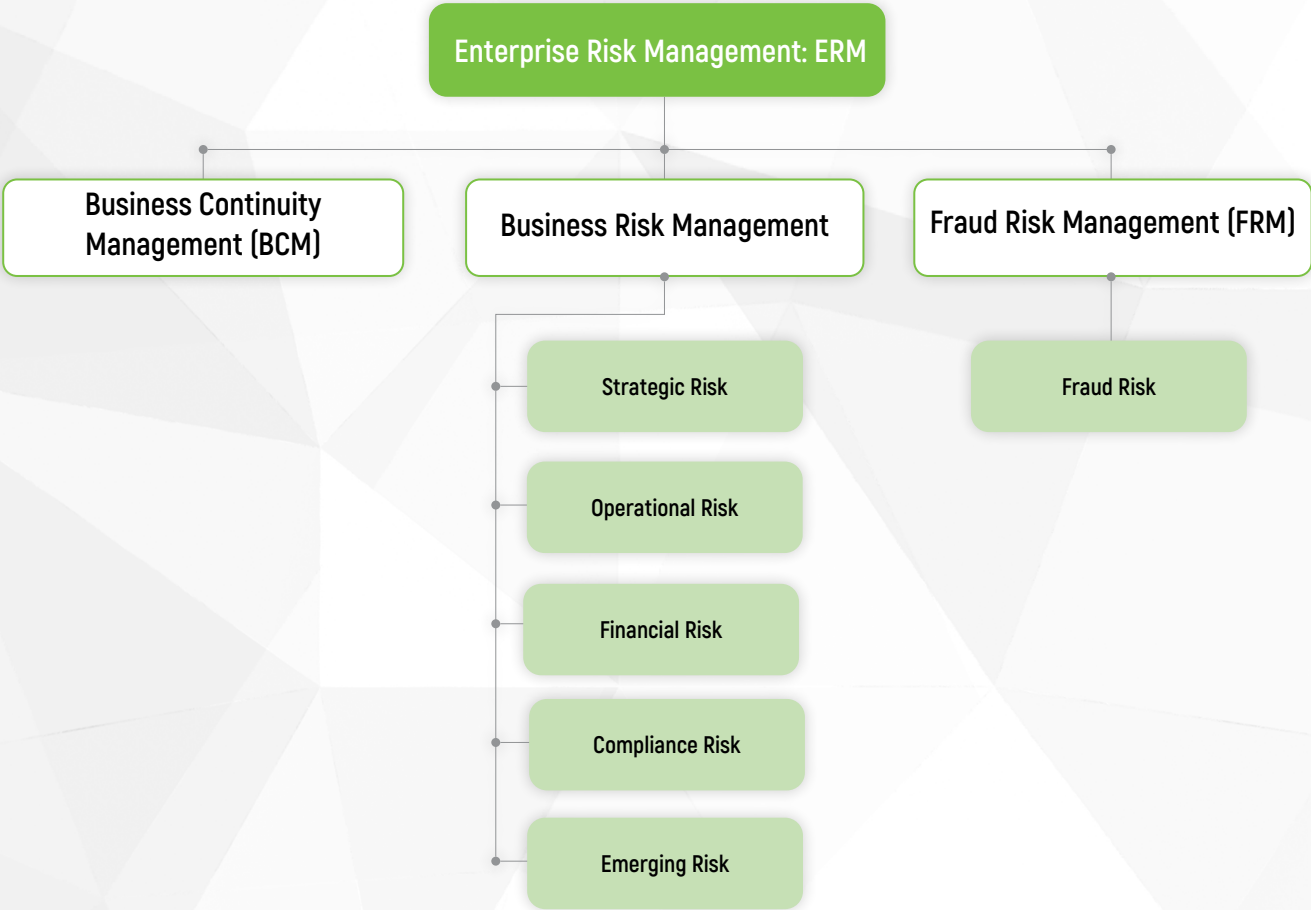 Enterprise Risk Management: ERM
Business Continuity
Management (BCM)
Business Risk Management
Fraud Risk Management (FRM)
Strategic Risk
Fraud Risk
Operational Risk
Financial Risk
Compliance Risk
Emerging Risk